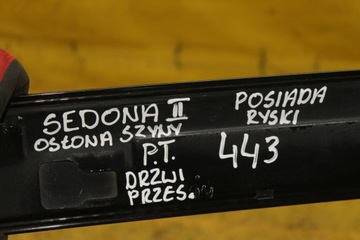 SEDONA II
OSŁONA SZYNY
P.T.
DRZWI
PRZES.
POSIADA
RYSKI
443